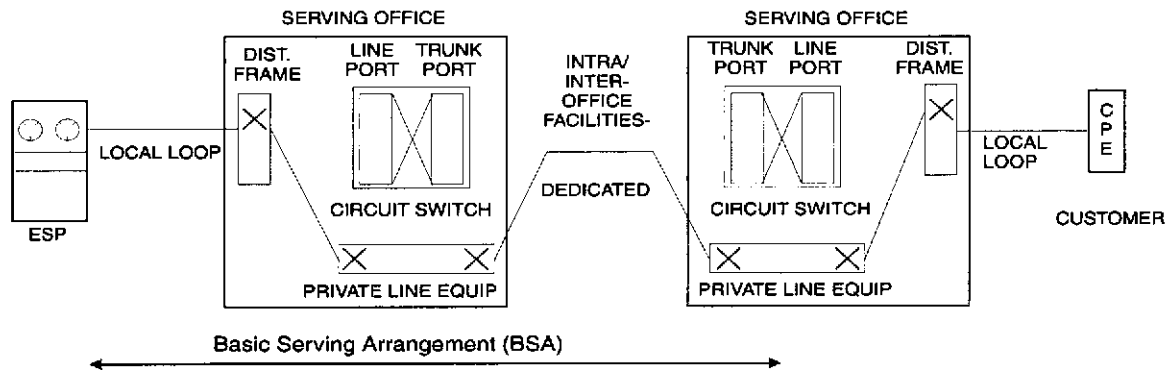 SERVING OFFICE
SERVING OFFICE
DIST.
FRAME
LINE
PORT
TRUNK
PORT
INTRA/
INTER-
OFFICE
FACILITIES-
TRUNK
PORT
LINE
PORT
DIST.
FRAME
C
P
E
LOCAL LOOP
LOCAL
LOOP
DEDICATED
CIRCUIT SWITCH
CIRCUIT SWITCH
ESP
CUSTOMER
PRIVATE LINE EQUIP
PRIVATE LINE EQUIP
Basic Serving Arrangement (BSA)